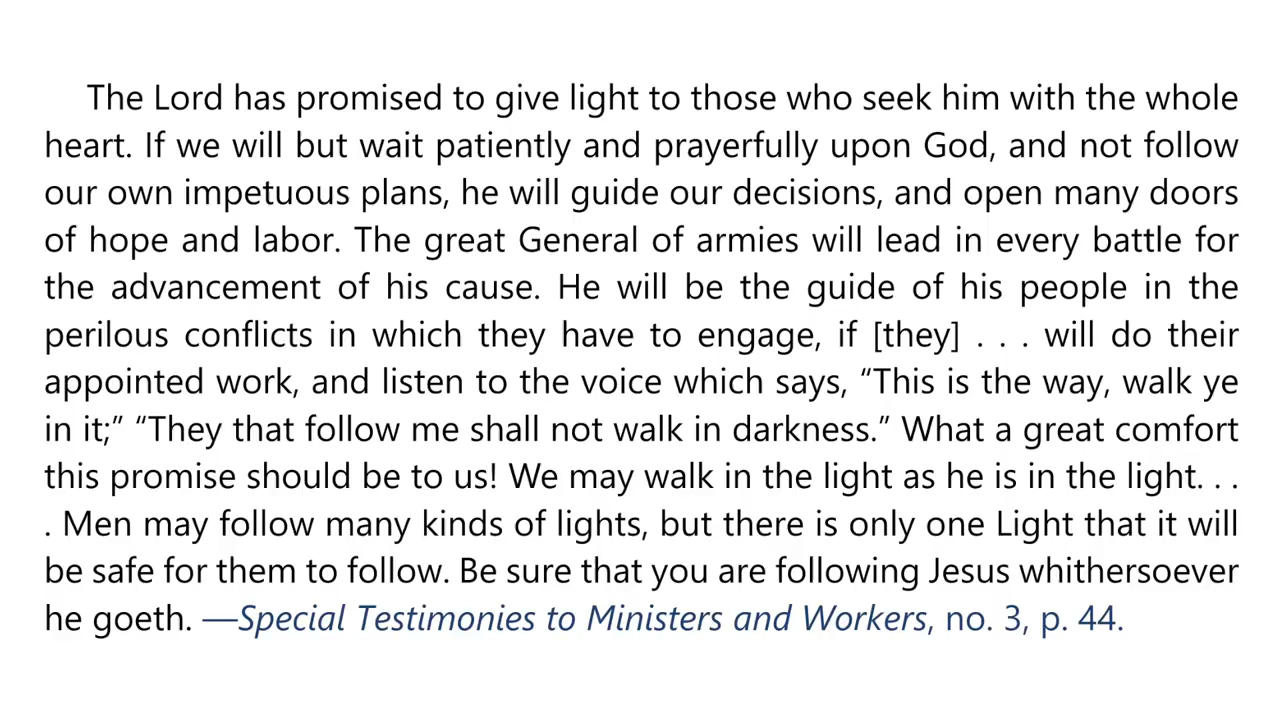 The Lord has promised to give light to those who seek him with the whole
heart. If we will but wait patiently and prayerfully upon God, and not follow
our own impetuous plans, he will guide our decisions, and open many doors
of hope and labor. The great General of armies will lead in every battle for
the advancement of his cause. He will be the guide of his people in the
perilous conflicts in which they have to engage, if [they] . . . will do their
appointed work, and listen to the voice which says, “This is the way, walk ye
in it;” “They that follow me shall not walk in darkness.” What a great comfort
this promise should be to us! We may walk in the light as he is in the light. . .
. Men may follow many kinds of lights, but there is only one Light that it will
be safe for them to follow. Be sure that you are following Jesus whithersoever
he goeth. —Special Testimonies to Ministers and Workers, no. 3, p. 44.